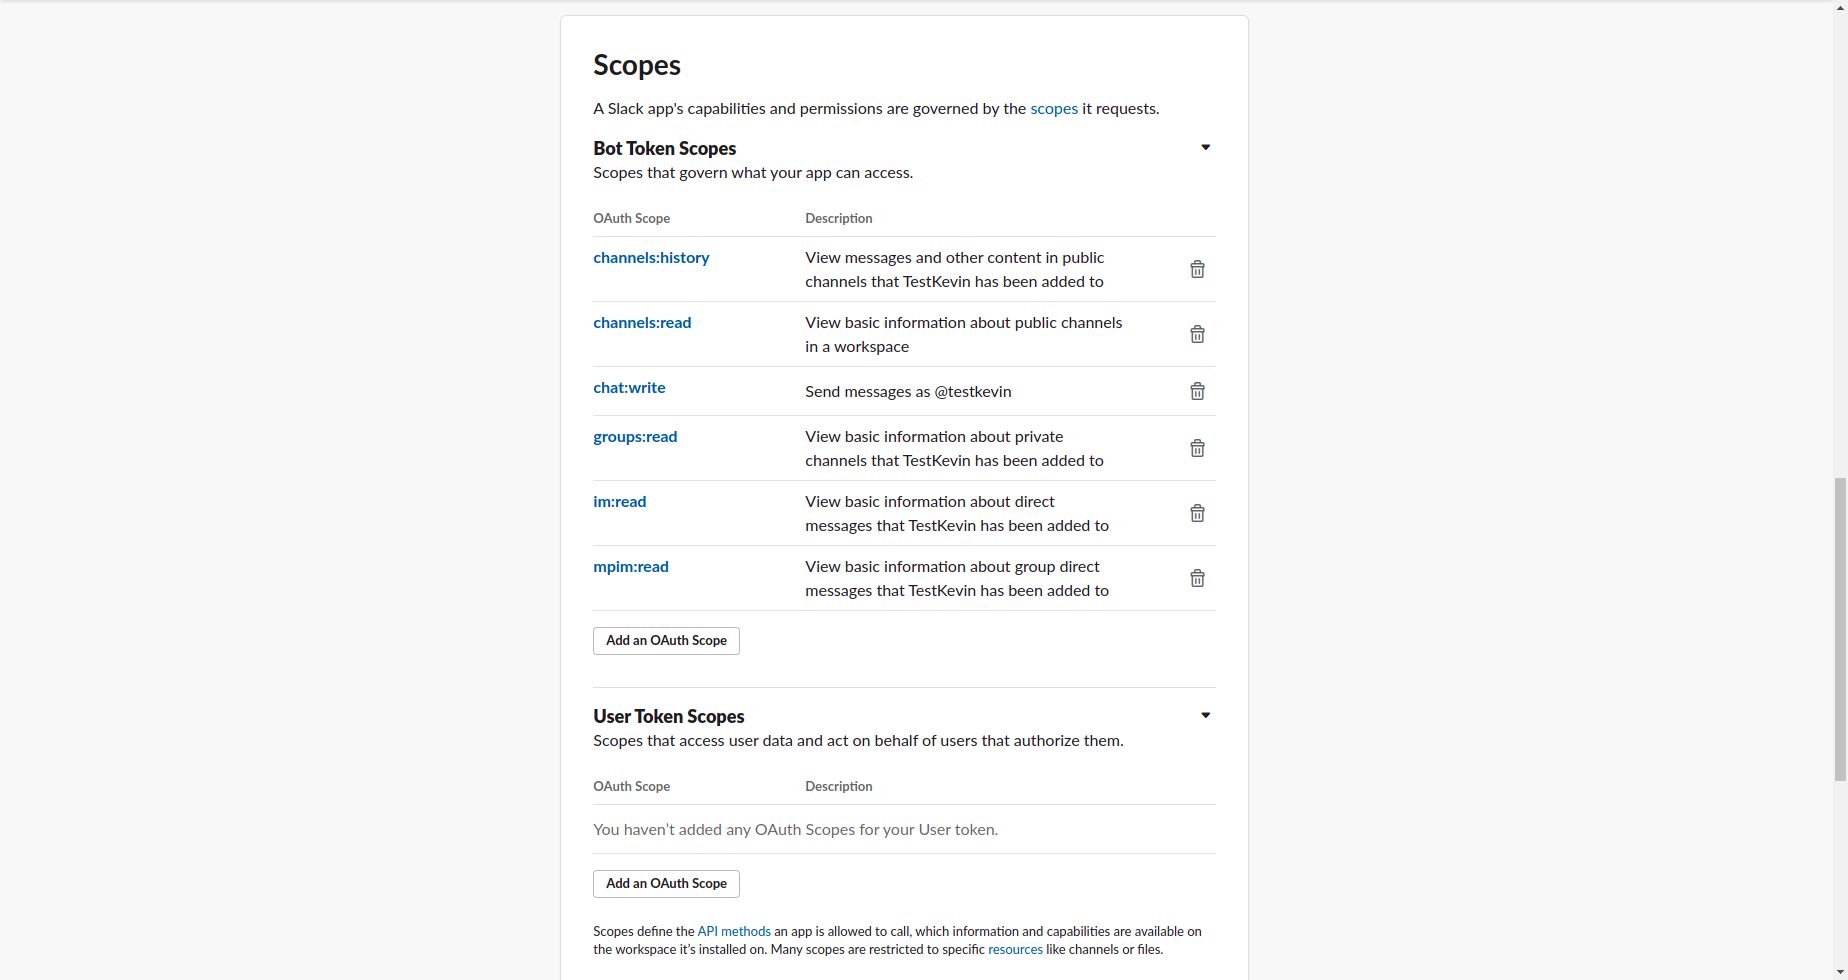 Scopes
A Slack app's capabilities and permissions are governed by the scopes it requests.
Bot Token Scopes
Scopes that govern what your app can access.
OAuth Scope Description
channels:history View messages and other content in public
channels that TestKevin has been added to
channels:read View basic information about public channels
in a workspace
chat:write Send messages as @testkevin
groups:read View basic information about private
channels that TestKevin has been added to
im:read View basic information about direct
messages that TestKevin has been added to
mpim:read View basic information about group direct
messages that TestKevin has been added to
Add an OAuth Scope
User Token Scopes
Scopes that access user data and act on behalf of users that authorize them.
OAuth Scope Description
You haven’t added any OAuth Scopes for your User token.
Add an OAuth Scope
Scopes define the API methods an app is allowed to call, which information and capabilities are available on
the workspace it’s installed on. Many scopes are restricted to specific resources like channels or files.